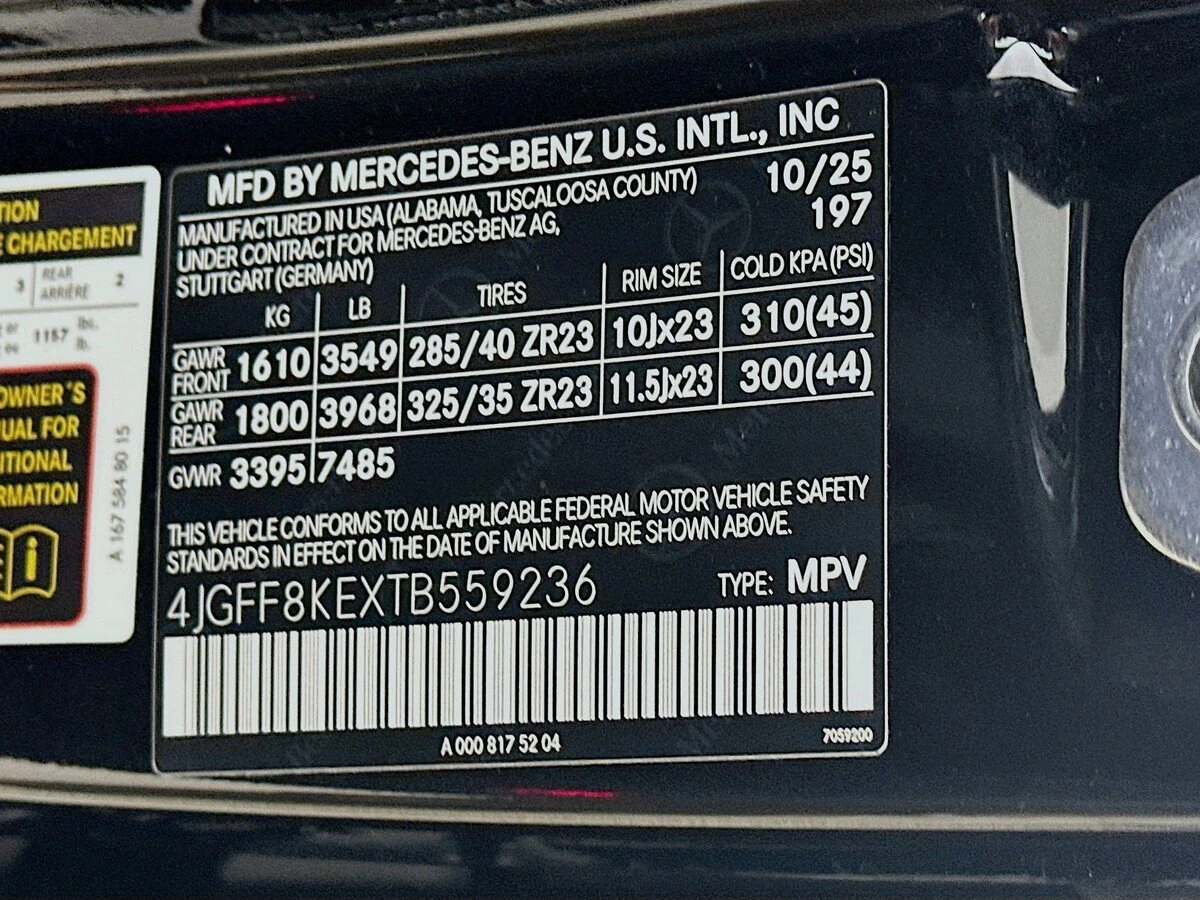 TION
E CHARGEMENT
3 REAR ARRIÈRE 2
1157 lbs. lb.
OWNER´S
UAL FOR
ITIONAL
RMATION
A 167 584 80 15
MFD BY MERCEDES-BENZ U.S. INTL., INC
MANUFACTURED IN USA (ALABAMA, TUSCALOOSA COUNTY) 10/25
UNDER CONTRACT FOR MERCEDES-BENZ AG, 197
STUTTGART (GERMANY)
KG LB TIRES RIM SIZE COLD KPA (PSI)
GAWR FRONT 1610 3549 285/40 ZR23 10Jx23 310(45)
GAWR REAR 1800 3968 325/35 ZR23 11.5Jx23 300(44)
GVWR 3395 7485
THIS VEHICLE CONFORMS TO ALL APPLICABLE FEDERAL MOTOR VEHICLE SAFETY
STANDARDS IN EFFECT ON THE DATE OF MANUFACTURE SHOWN ABOVE.
4JGFF8KEXTB559236 TYPE: MPV
A 000 817 52 04 7059200